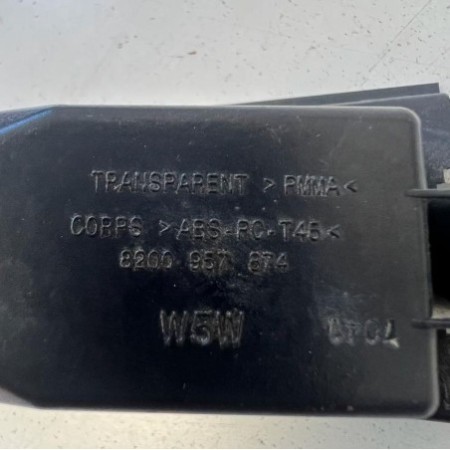 TRANSPARENT >PMMA<
CORPS >ABS-PC-T45<
8200 957 874
W5W